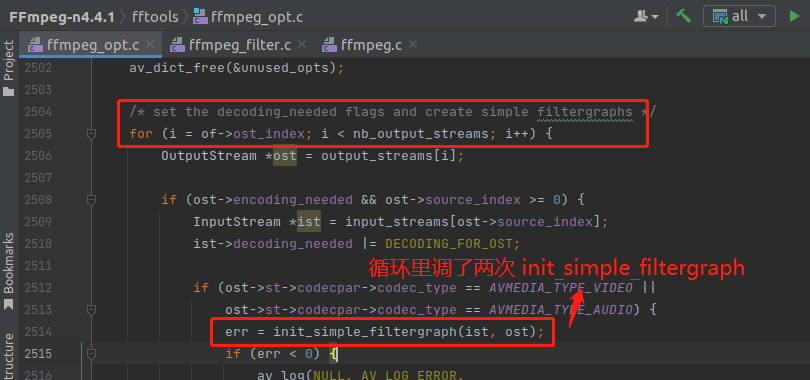 FFmpeg-n4.4.1 fftools ffmpeg_opt.c all
ffmpeg_opt.c ffmpeg_filter.c ffmpeg.c
Project
Bookmarks
tructure
2502 av_dict_free(&unused_opts);
2503
2504 /* set the decoding_needed flags and create simple filtergraphs */
2505 for (i = of->ost_index; i < nb_output_streams; i++) {
2506 OutputStream *ost = output_streams[i];
2507
2508 if (ost->encoding_needed && ost->source_index >= 0) {
2509 InputStream *ist = input_streams[ost->source_index];
2510 ist->decoding_needed |= DECODING_FOR_OST;
2511
循环里调了两次 init_simple_filtergraph
2512 if (ost->st->codecpar->codec_type == AVMEDIA_TYPE_VIDEO ||
2513 ost->st->codecpar->codec_type == AVMEDIA_TYPE_AUDIO) {
2514 err = init_simple_filtergraph(ist, ost);
2515 if (err < 0) {
2516 av_log(NULL, AV_LOG_ERROR,